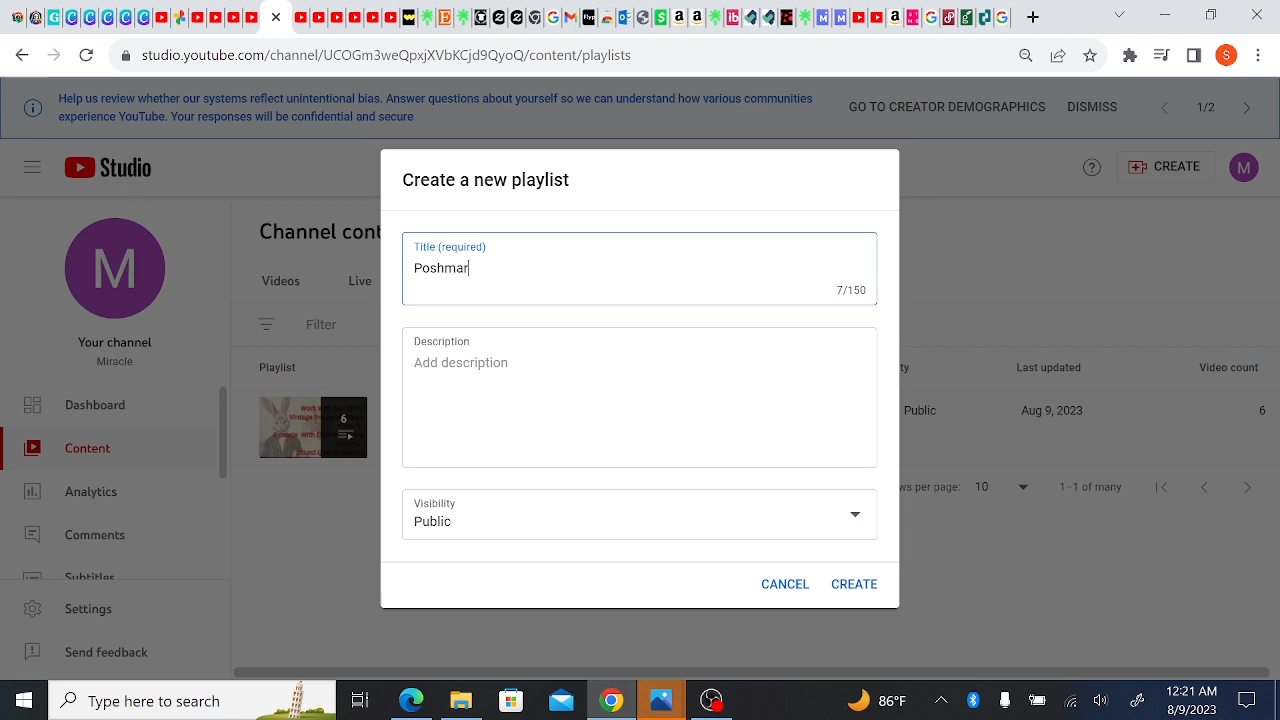 studio.youtube.com/channel/UCOGm3weQpxjXVbKCjd9QyoO/content/playlists
S
Help us review whether our systems reflect unintentional bias. Answer questions about yourself so we can understand how various communities
experience YouTube. Your responses will be confidential and secure
GO TO CREATOR DEMOGRAPHICS
DISMISS
1/2
Studio
CREATE
M
M
Your channel
Miracle
Dashboard
Content
Analytics
Comments
Subtitles
Settings
Send feedback
Channel cont
Videos
Live
Filter
Playlist
Last updated
Video count
6
Public
Aug 9, 2023
6
ws per page:
10
1–1 of many
Create a new playlist
Title (required)
Poshmar
7/150
Description
Add description
Visibility
Public
CANCEL
CREATE
Type here to search
86°F
12:21 AM
8/9/2023